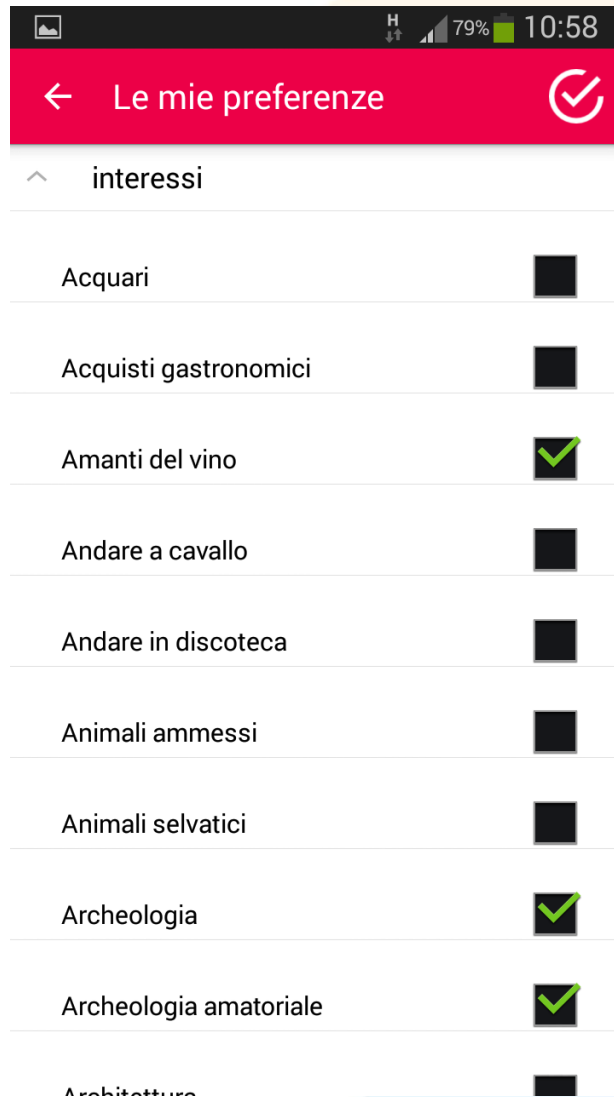 H 79% 10:58
Le mie preferenze
interessi
Acquari
Acquisti gastronomici
Amanti del vino
Andare a cavallo
Andare in discoteca
Animali ammessi
Animali selvatici
Archeologia
Archeologia amatoriale
Architettura